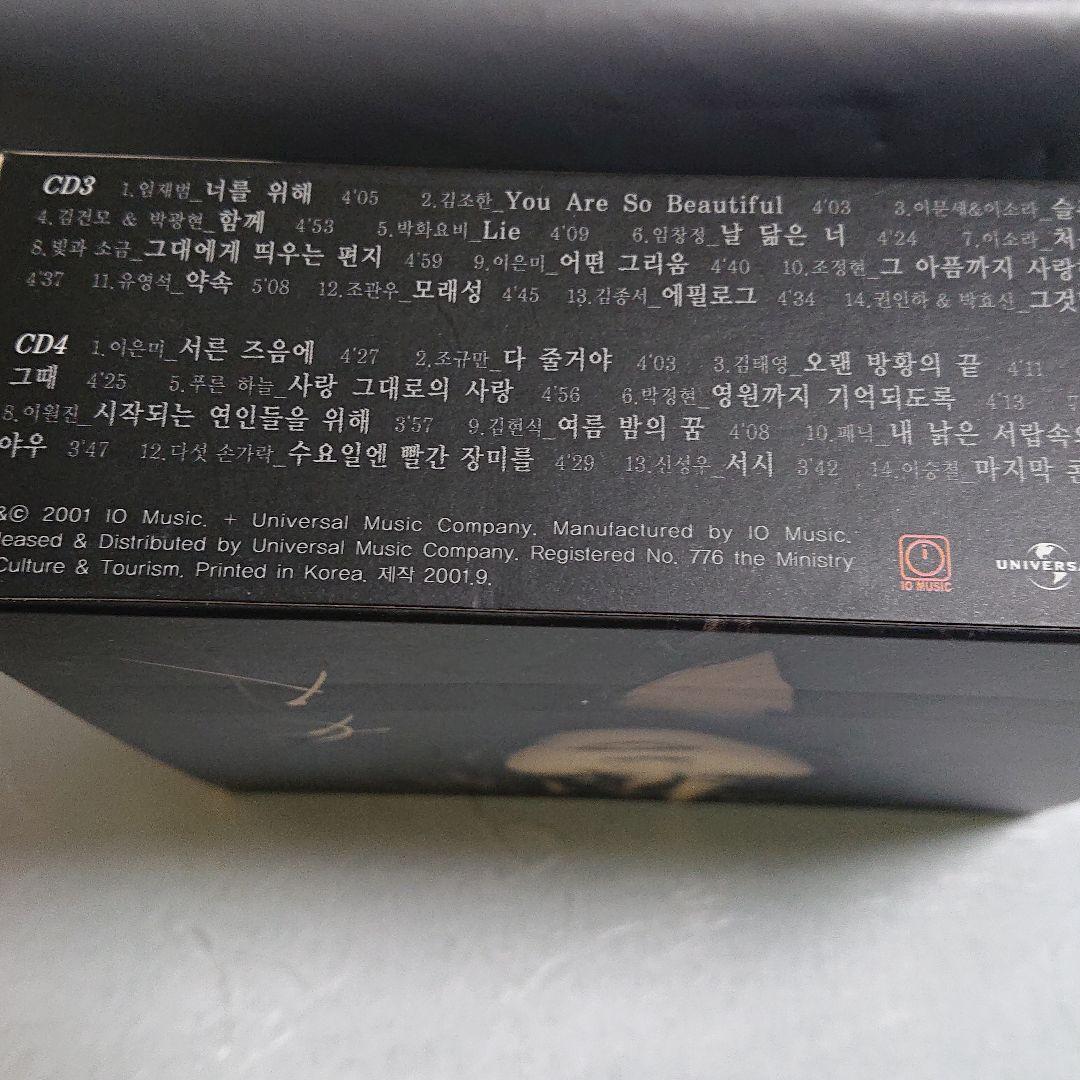 CD3 1.임재범_너를 위해 4'05 2.김조한_You Are So Beautiful 4'03 3.이문세&이소라_슬
4.김건모 & 박광현_함께 4'53 5.박화요비_Lie 4'09 6.임창정_날 닮은 너 4'24 7.이소라_처
8.빛과 소금_그대에게 띄우는 편지 4'59 9.이은미_어떤 그리움 4'40 10.조정현_그 아픔까지 사랑
4'37 11.유영석_약속 5'08 12.조관우_모래성 4'45 13.김종서_에필로그 4'34 14.권인하 & 박효신_그것
CD4 1.이은미_서른 즈음에 4'27 2.조규만_다 줄거야 4'03 3.김태영_오랜 방황의 끝 4'11
그때 4'25 5.푸른 하늘_사랑 그대로의 사랑 4'56 6.박정현_영원까지 기억되도록 4'13 7
8.이원진_시작되는 연인들을 위해 3'57 9.김현식_여름 밤의 꿈 4'08 10.패닉_내 낡은 서랍속
야우 3'47 12.다섯 손가락_수요일엔 빨간 장미를 4'29 13.신성우_서시 3'42 14.이승철_마지막 콘
&© 2001 IO Music. + Universal Music Company. Manufactured by IO Music.
eased & Distributed by Universal Music Company. Registered No. 776 the Ministry
Culture & Tourism. Printed in Korea. 제작 2001.9.
IO MUSIC
UNIVERSA